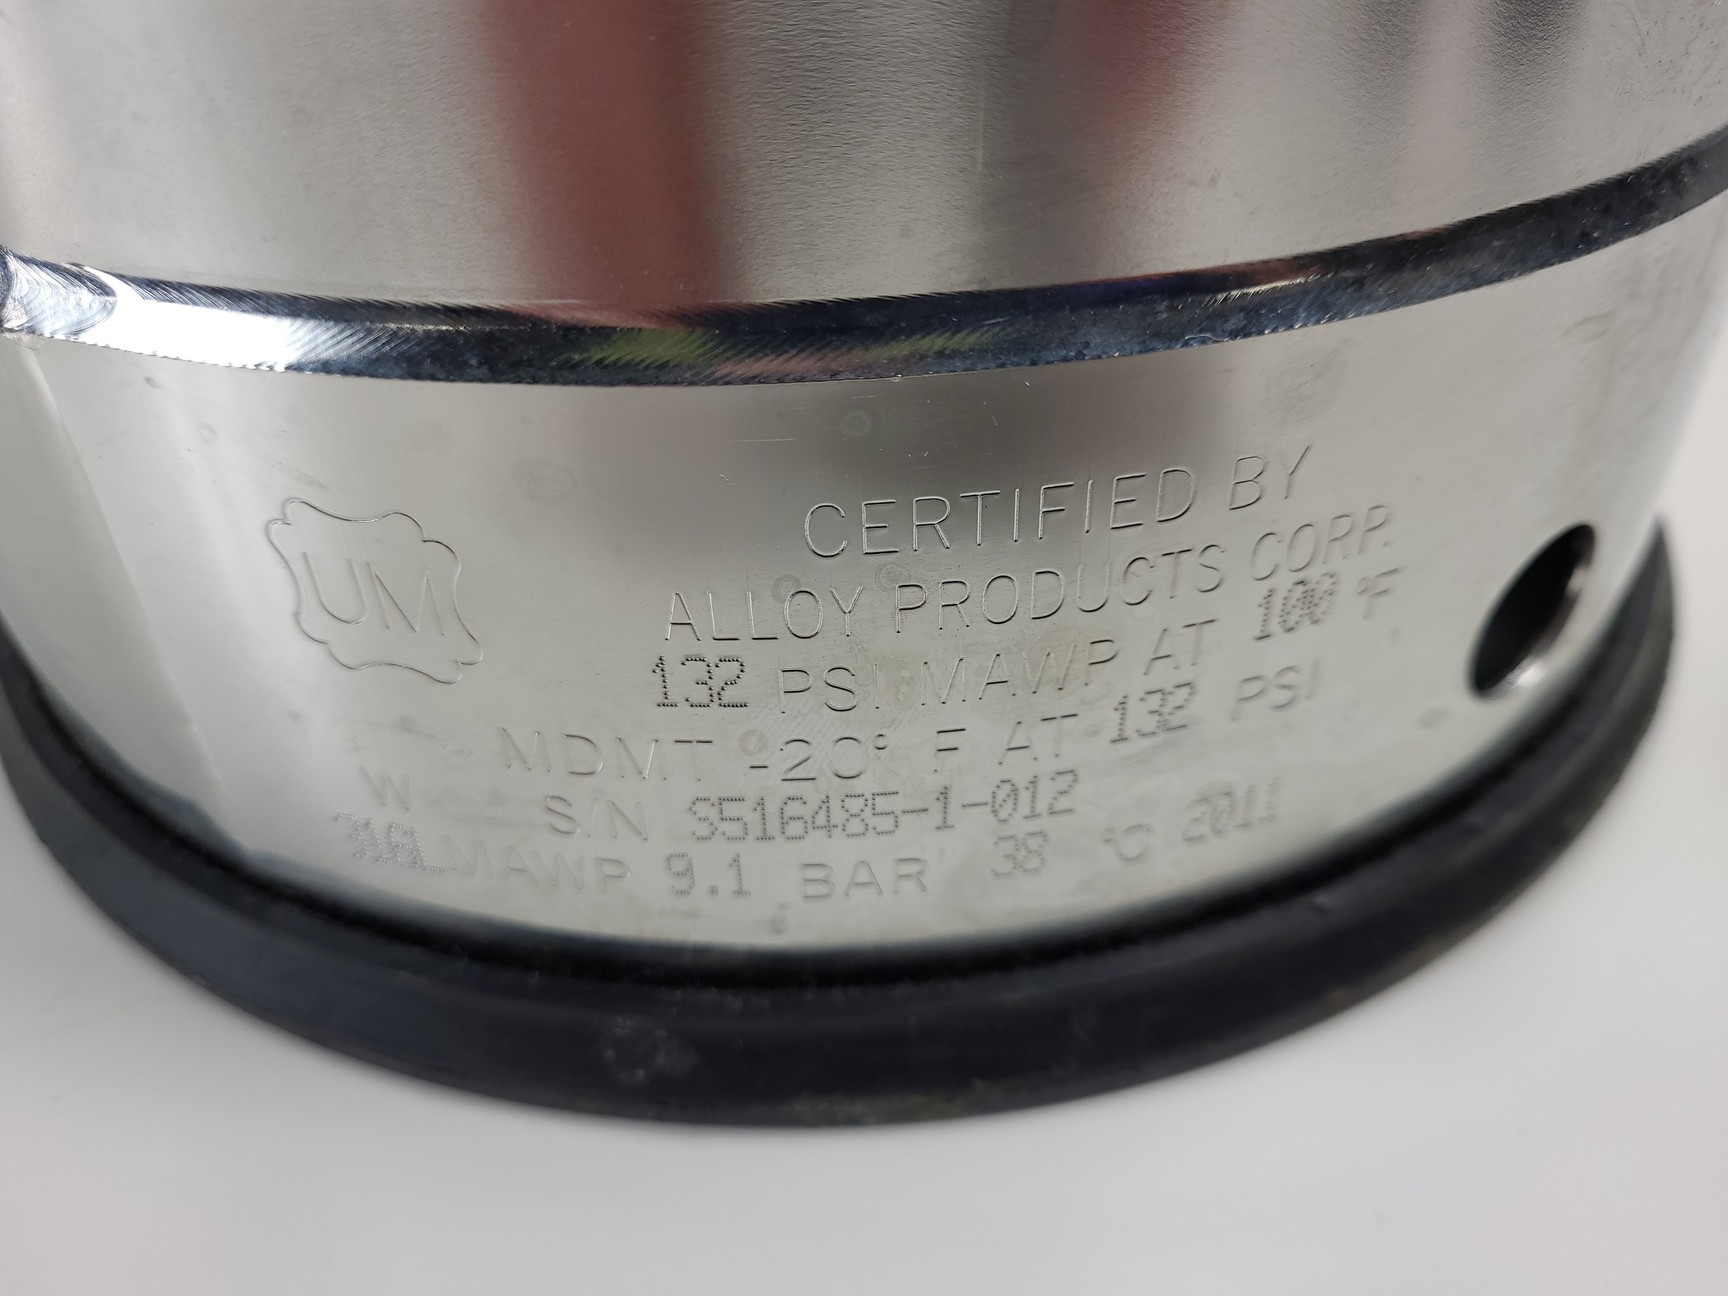 UM
CERTIFIED BY
ALLOY PRODUCTS CORP.
132 PSI MAWP AT 100 °F
MDMT -20° F AT 132 PSI
W S/N S516485-1-012 2011
316L MAWP 9.1 BAR 38 °C